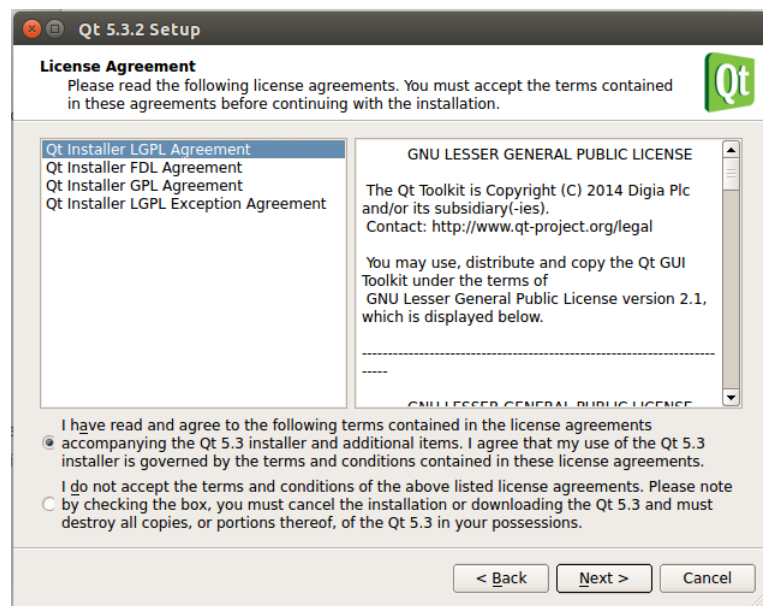 Qt 5.3.2 Setup
License Agreement
Please read the following license agreements. You must accept the terms contained
in these agreements before continuing with the installation.
Qt
Qt Installer LGPL Agreement
Qt Installer FDL Agreement
Qt Installer GPL Agreement
Qt Installer LGPL Exception Agreement
GNU LESSER GENERAL PUBLIC LICENSE
The Qt Toolkit is Copyright (C) 2014 Digia Plc
and/or its subsidiary(-ies).
Contact: http://www.qt-project.org/legal
You may use, distribute and copy the Qt GUI
Toolkit under the terms of
GNU Lesser General Public License version 2.1,
which is displayed below.
----------------------------------------------------------------------
-----
GNU LESSER GENERAL PUBLIC LICENSE
I have read and agree to the following terms contained in the license agreements
accompanying the Qt 5.3 installer and additional items. I agree that my use of the Qt 5.3
installer is governed by the terms and conditions contained in these license agreements.
I do not accept the terms and conditions of the above listed license agreements. Please note
by checking the box, you must cancel the installation or downloading the Qt 5.3 and must
destroy all copies, or portions thereof, of the Qt 5.3 in your possessions.
< Back
Next >
Cancel